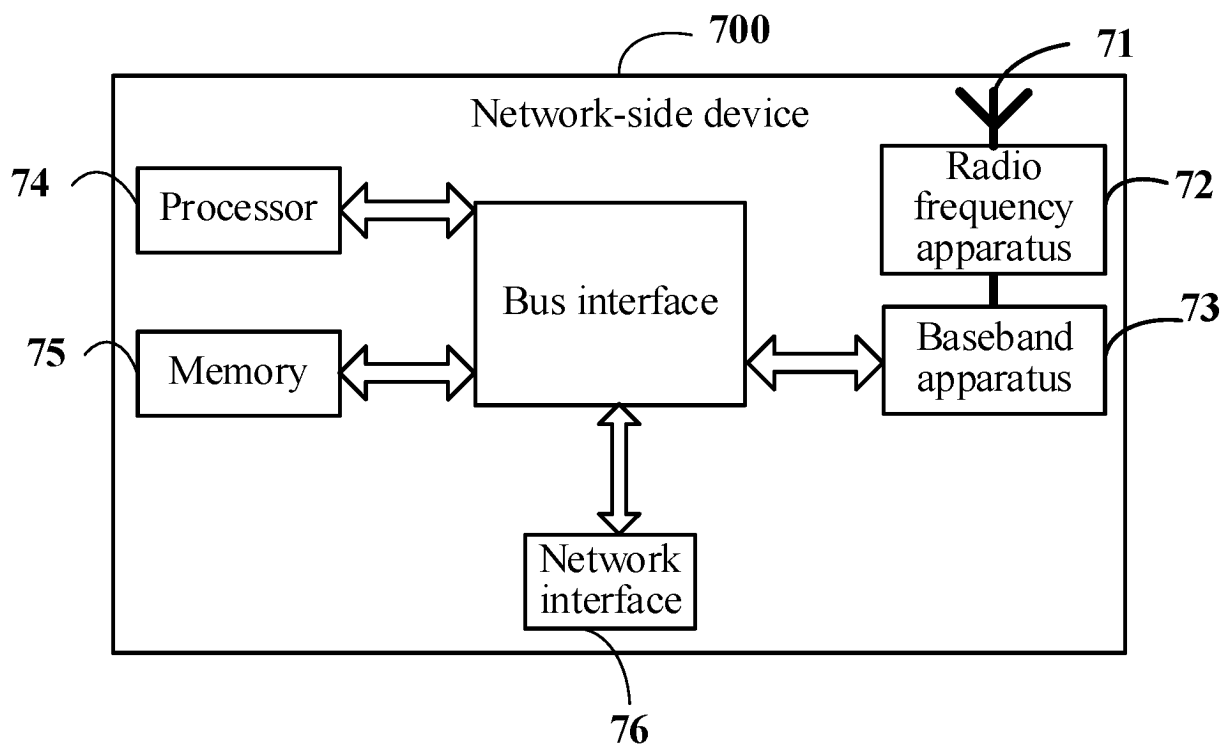 700
71
Network-side device
74
Processor
Radio
frequency
apparatus
72
Bus interface
75
Memory
Baseband
apparatus
73
Network
interface
76